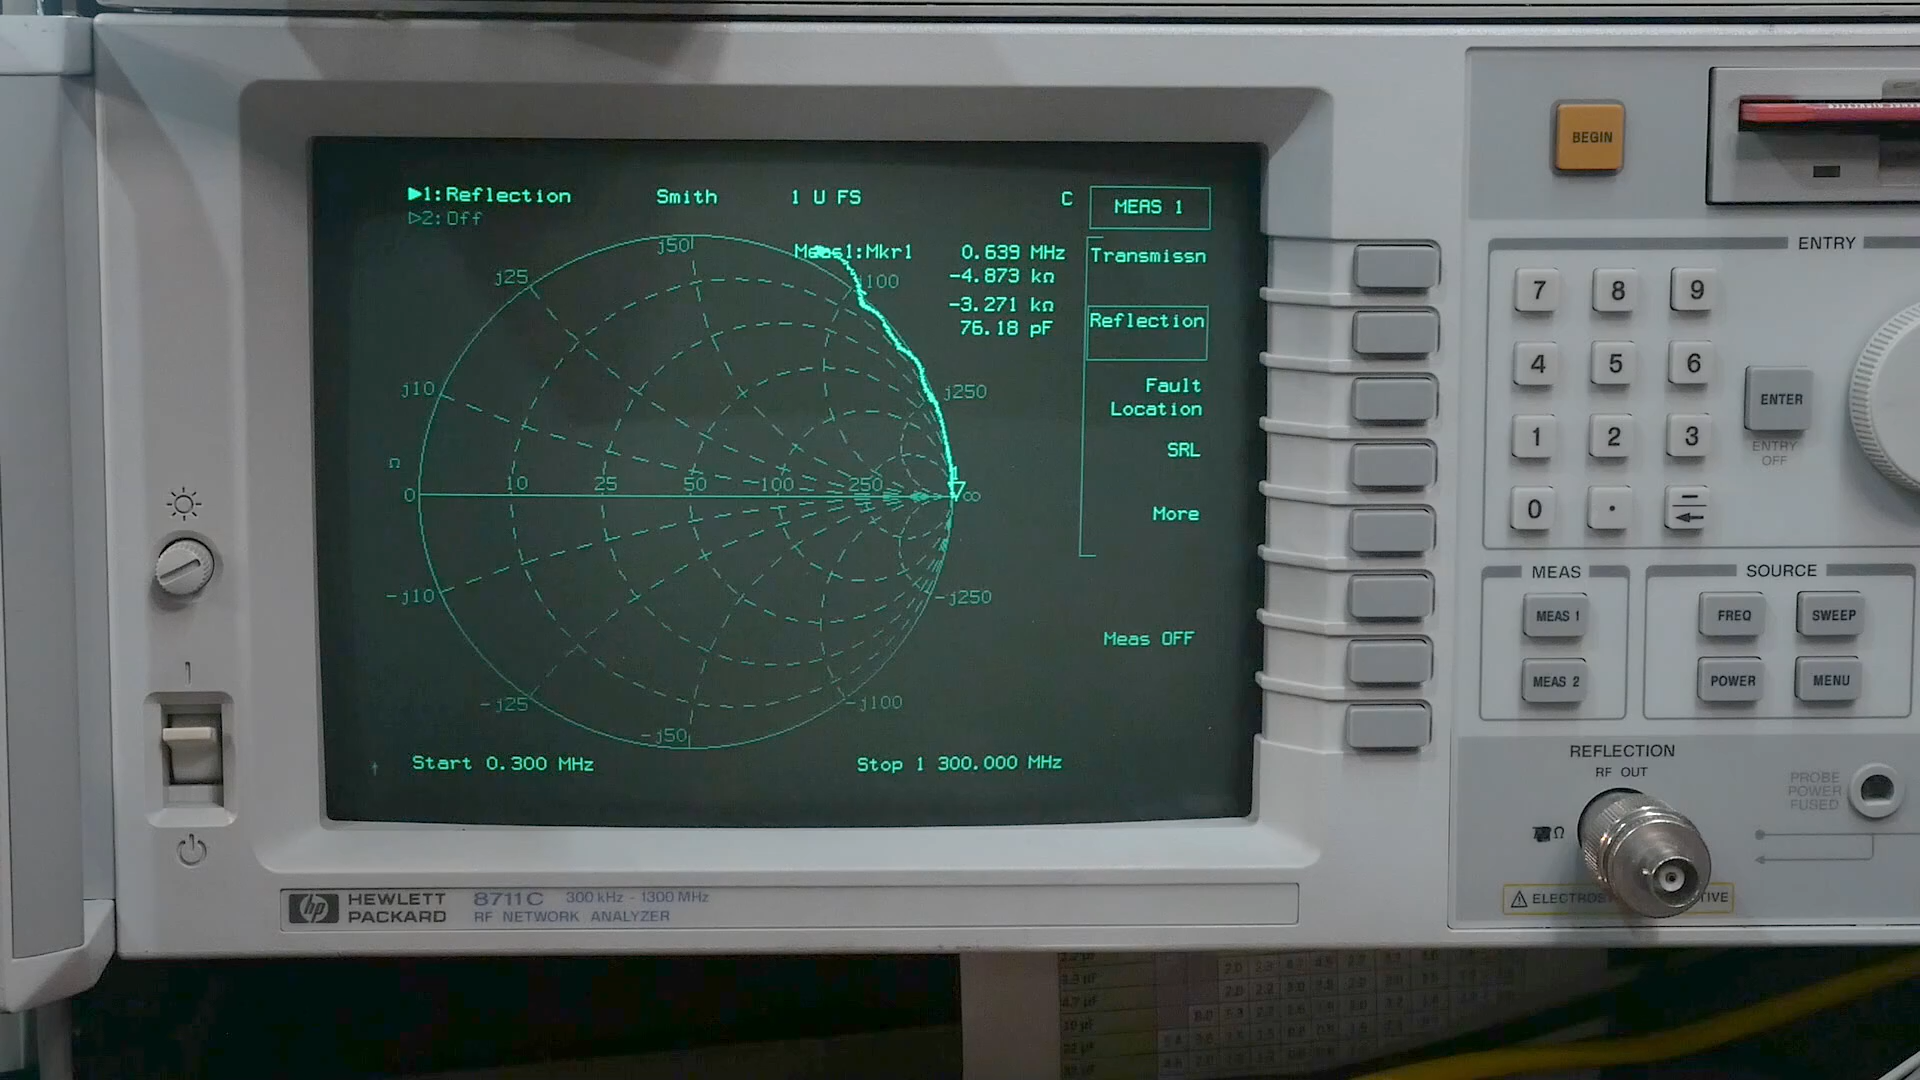 ▶1:Reflection Smith 1 U FS C
▷2:Off
MEAS 1
Meas1:Mkr1 0.639 MHz
-4.873 kΩ
-3.271 kΩ
76.18 pF
Transmissn
Reflection
Fault
Location
SRL
More
Meas OFF
j50
j25
j100
j10
j250
Ω
0 10 25 50 100 250 ∞
-j10
-j250
-j25
-j100
-j50
Start 0.300 MHz Stop 1 300.000 MHz
BEGIN
ENTRY
7 8 9
4 5 6
ENTER
ENTRY
OFF
1 2 3
0 . -
MEAS
MEAS 1
MEAS 2
SOURCE
FREQ SWEEP
POWER MENU
REFLECTION
RF OUT
Ω
PROBE
POWER
FUSED
hp HEWLETT
PACKARD
8711C 300 kHz - 1300 MHz
RF NETWORK ANALYZER